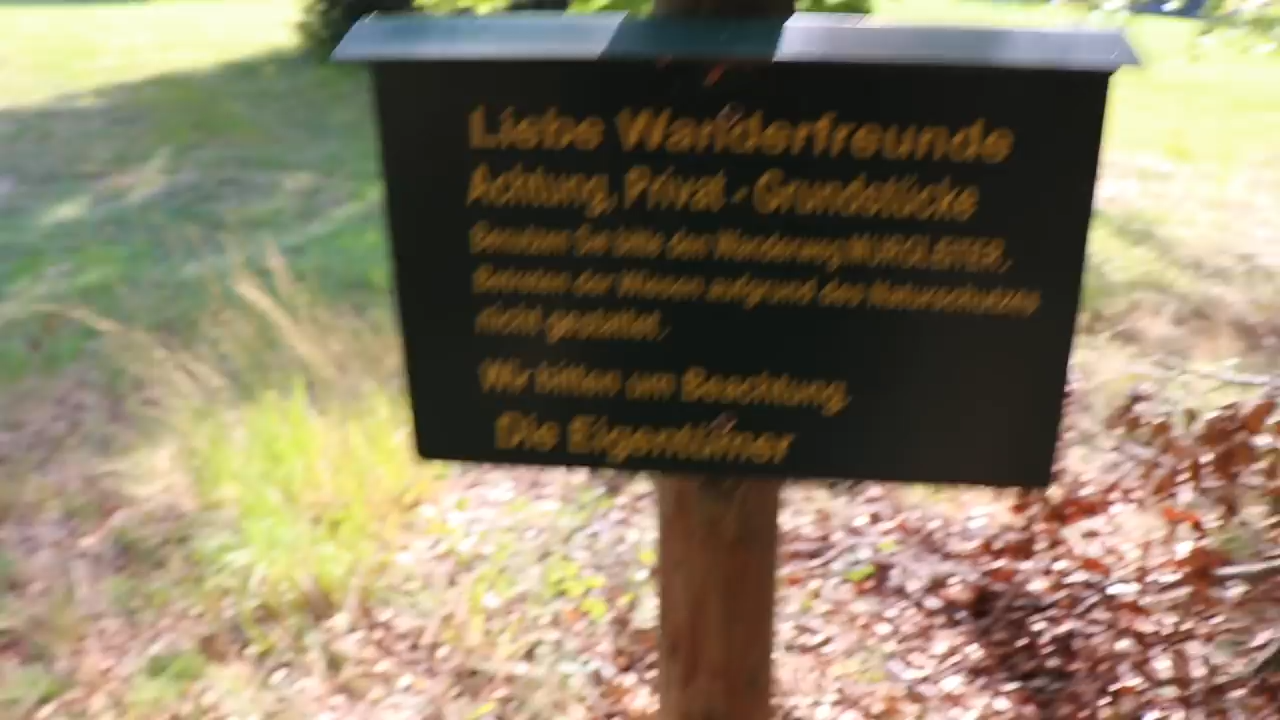 Liebe Wanderfreunde
Achtung, Privat - Grundstücke
Benutzen Sie bitte den Wanderweg MURGLEITER,
Betreten der Wiesen aufgrund des Naturschutzes
nicht gestattet.
Wir bitten um Beachtung.
Die Eigentümer